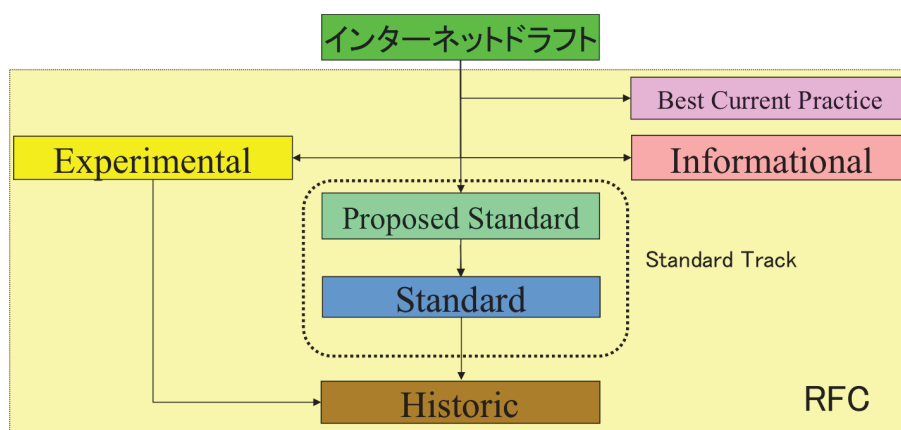 インターネットドラフト
Best Current Practice
Experimental
Informational
Proposed Standard
Standard Track
Standard
Historic
RFC